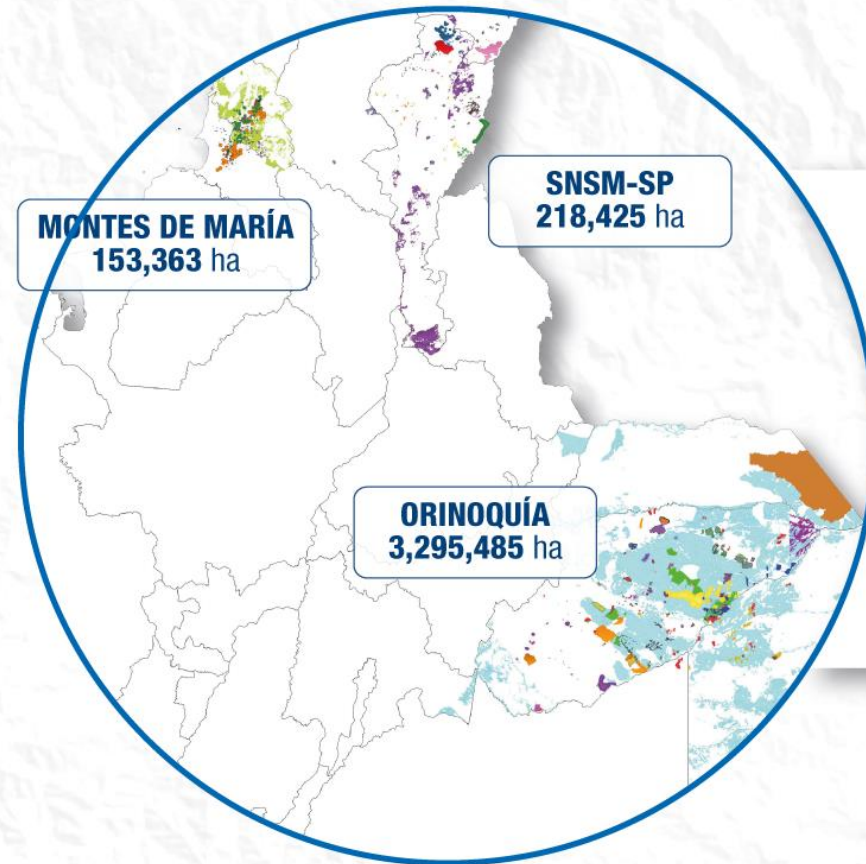 MONTES DE MARÍA
153,363 ha
SNSM-SP
218,425 ha
ORINOQUÍA
3,295,485 ha